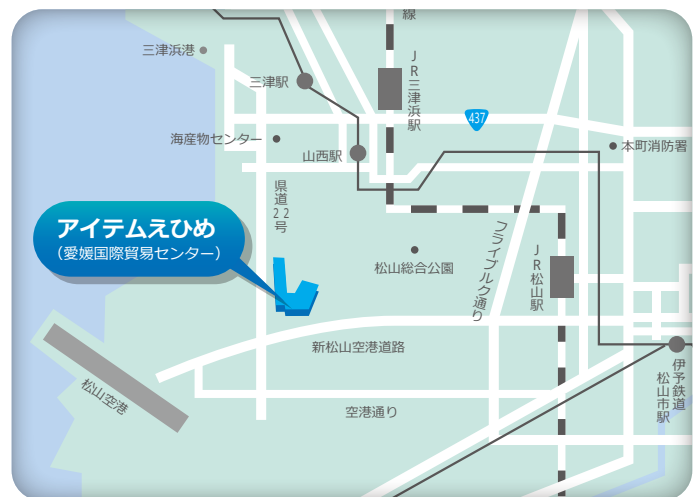 線
三津浜港
三津駅
JR三津浜駅
437
海産物センター
山西駅
本町消防署
県道22号
アイテムえひめ
（愛媛国際貿易センター）
松山総合公園
フライブルク通り
JR松山駅
新松山空港道路
松山空港
空港通り
伊予鉄道
松山市駅